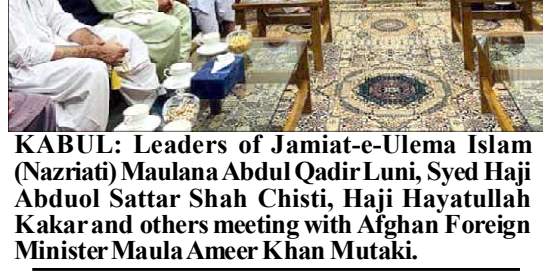 KABUL: Leaders of Jamiat-e-Ulema Islam
(Nazriati) Maulana Abdul Qadir Luni, Syed Haji
Abduol Sattar Shah Chisti, Haji Hayatullah
Kakar and others meeting with Afghan Foreign
Minister Maula Ameer Khan Mutaki.